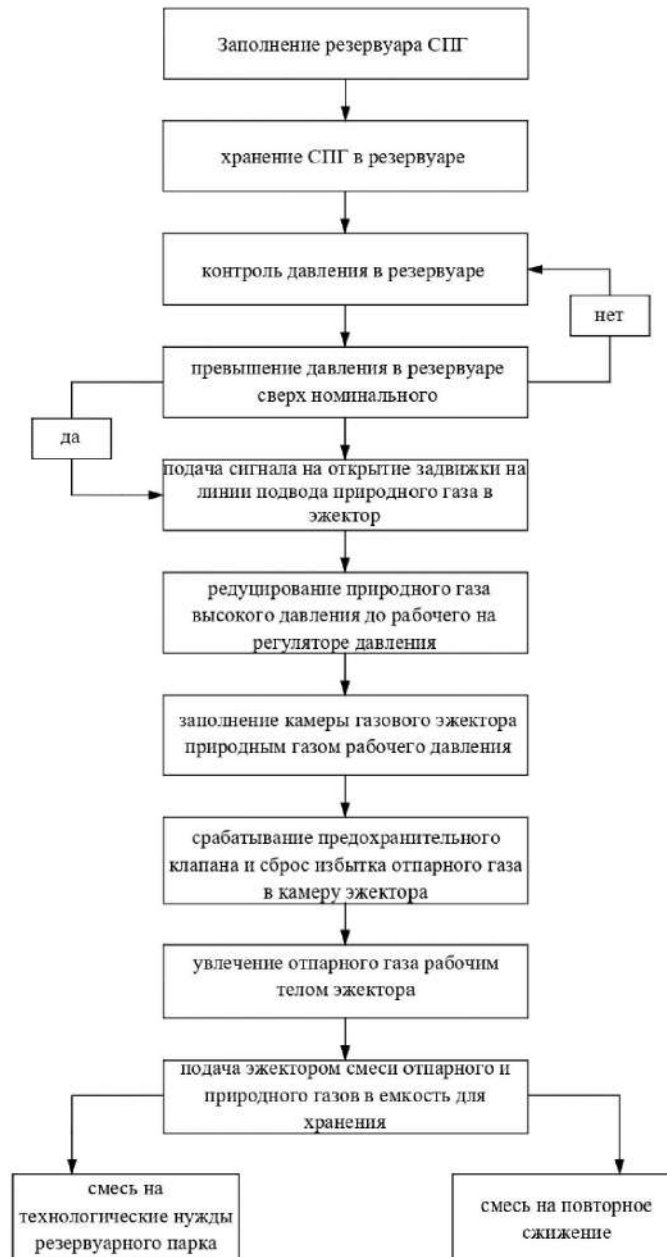 Заполнение резервуара СПГ
хранение СПГ в резервуаре
контроль давления в резервуаре
нет
превышение давления в резервуаре
сверх номинального
да
подача сигнала на открытие задвижки на
линии подвода природного газа в
эжектор
редуцирование природного газа
высокого давления до рабочего на
регуляторе давления
заполнение камеры газового эжектора
природным газом рабочего давления
срабатывание предохранительного
клапана и сброс избытка отпарного газа
в камеру эжектора
увлечение отпарного газа рабочим
телом эжектора
подача эжектором смеси отпарного и
природного газов в емкость для
хранения
смесь на
технологические нужды
резервуарного парка
смесь на повторное
сжижение